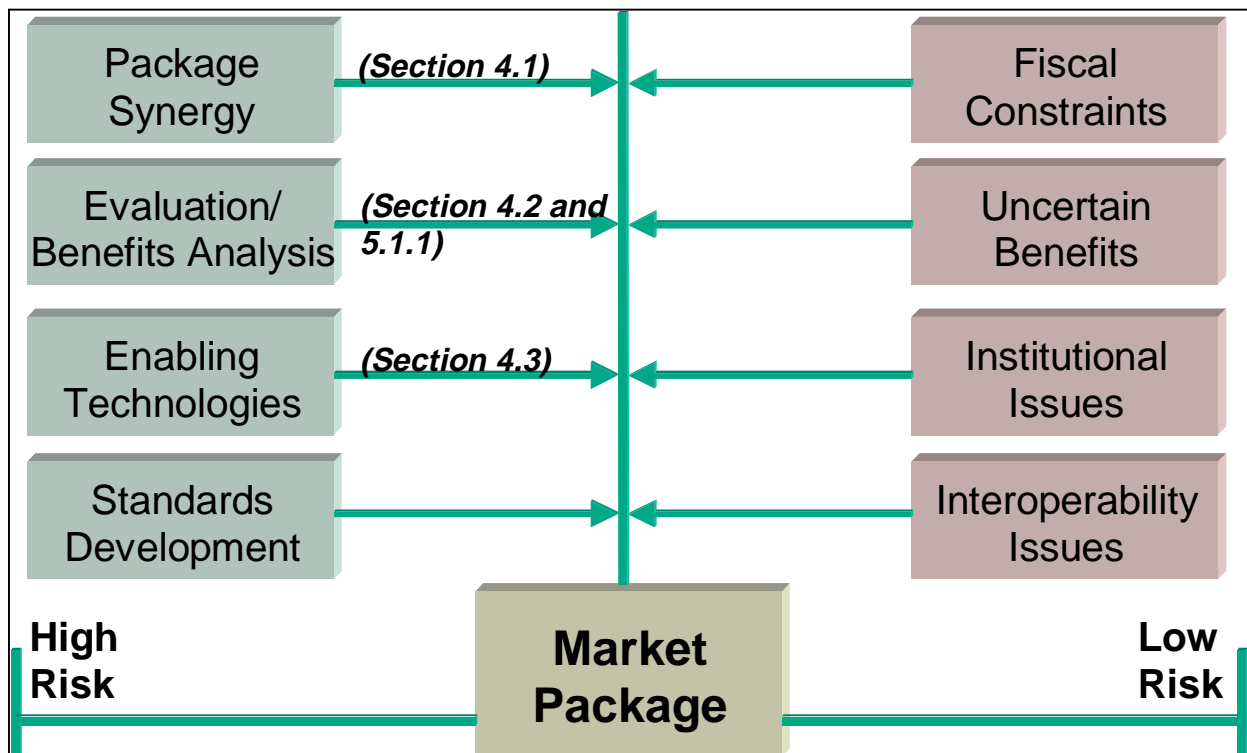 Package
Synergy
(Section 4.1)
Fiscal
Constraints
Evaluation/
Benefits Analysis
(Section 4.2 and
5.1.1)
Uncertain
Benefits
Enabling
Technologies
(Section 4.3)
Institutional
Issues
Standards
Development
Interoperability
Issues
High
Risk
Market
Package
Low
Risk